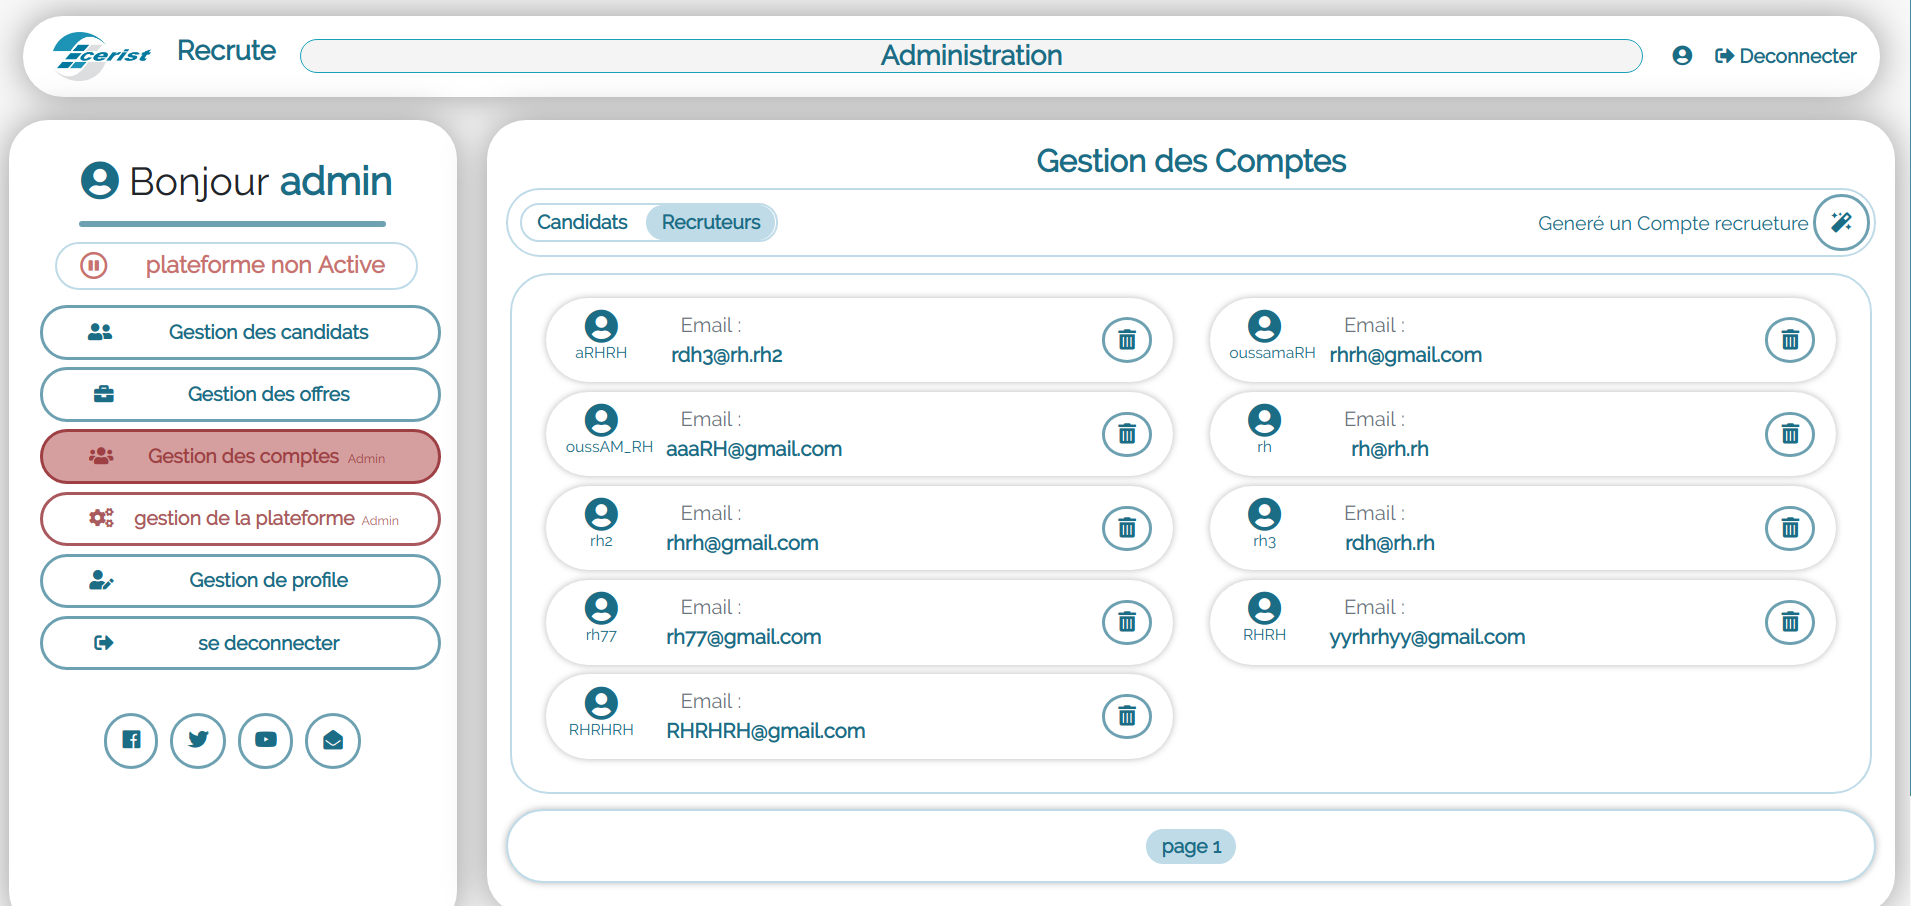 cerist
Recrute
Administration
Deconnecter
Bonjour admin
plateforme non Active
Gestion des candidats
Gestion des offres
Gestion des comptes Admin
gestion de la plateforme Admin
Gestion de profile
se deconnecter
Gestion des Comptes
Candidats
Recruteurs
Generé un Compte recrueture
aRHRH
Email :
rdh3@rh.rh2
oussamaRH
Email :
rhrh@gmail.com
oussAM_RH
Email :
aaaRH@gmail.com
rh
Email :
rh@rh.rh
rh2
Email :
rhrh@gmail.com
rh3
Email :
rdh@rh.rh
rh77
Email :
rh77@gmail.com
RHRH
Email :
yyrhrhyy@gmail.com
RHRHRH
Email :
RHRHRH@gmail.com
page 1